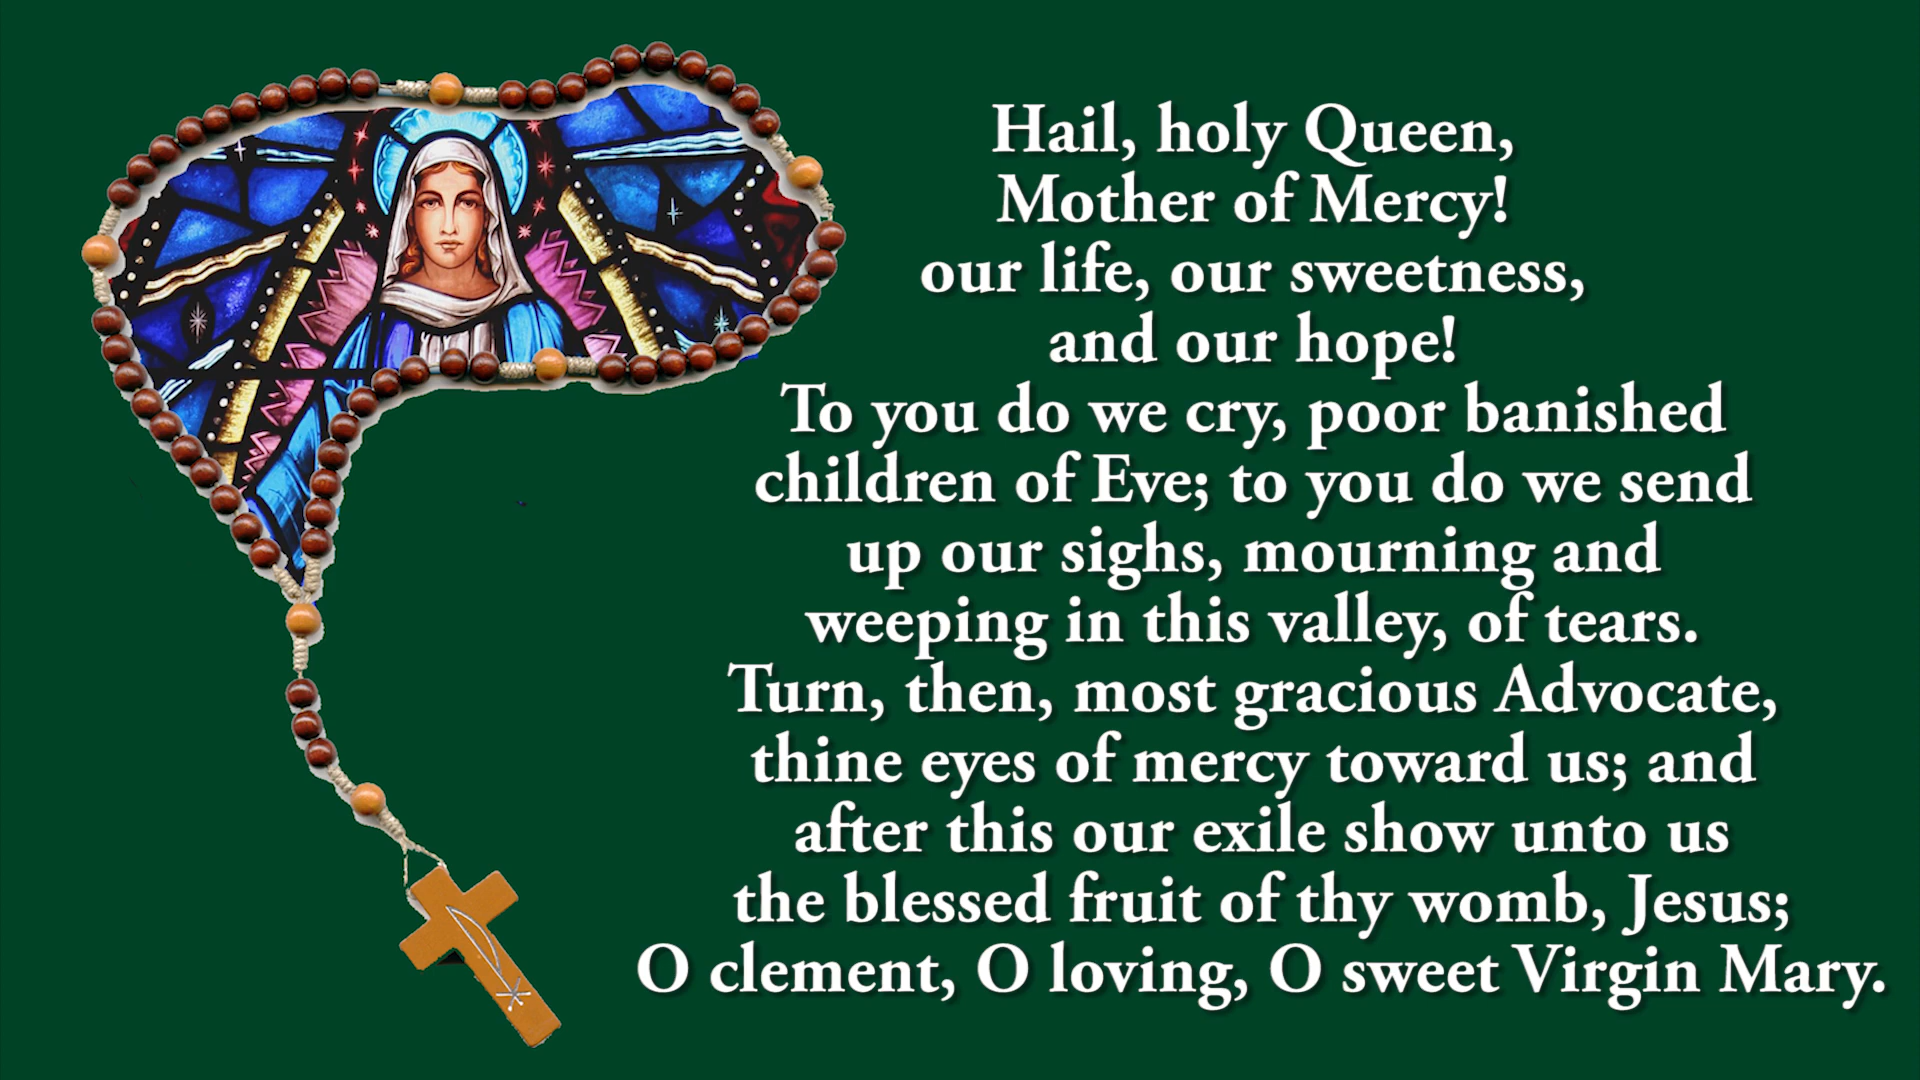 Hail, holy Queen,
Mother of Mercy!
our life, our sweetness,
and our hope!
To you do we cry, poor banished
children of Eve; to you do we send
up our sighs, mourning and
weeping in this valley, of tears.
Turn, then, most gracious Advocate,
thine eyes of mercy toward us; and
after this our exile show unto us
the blessed fruit of thy womb, Jesus;
O clement, O loving, O sweet Virgin Mary.